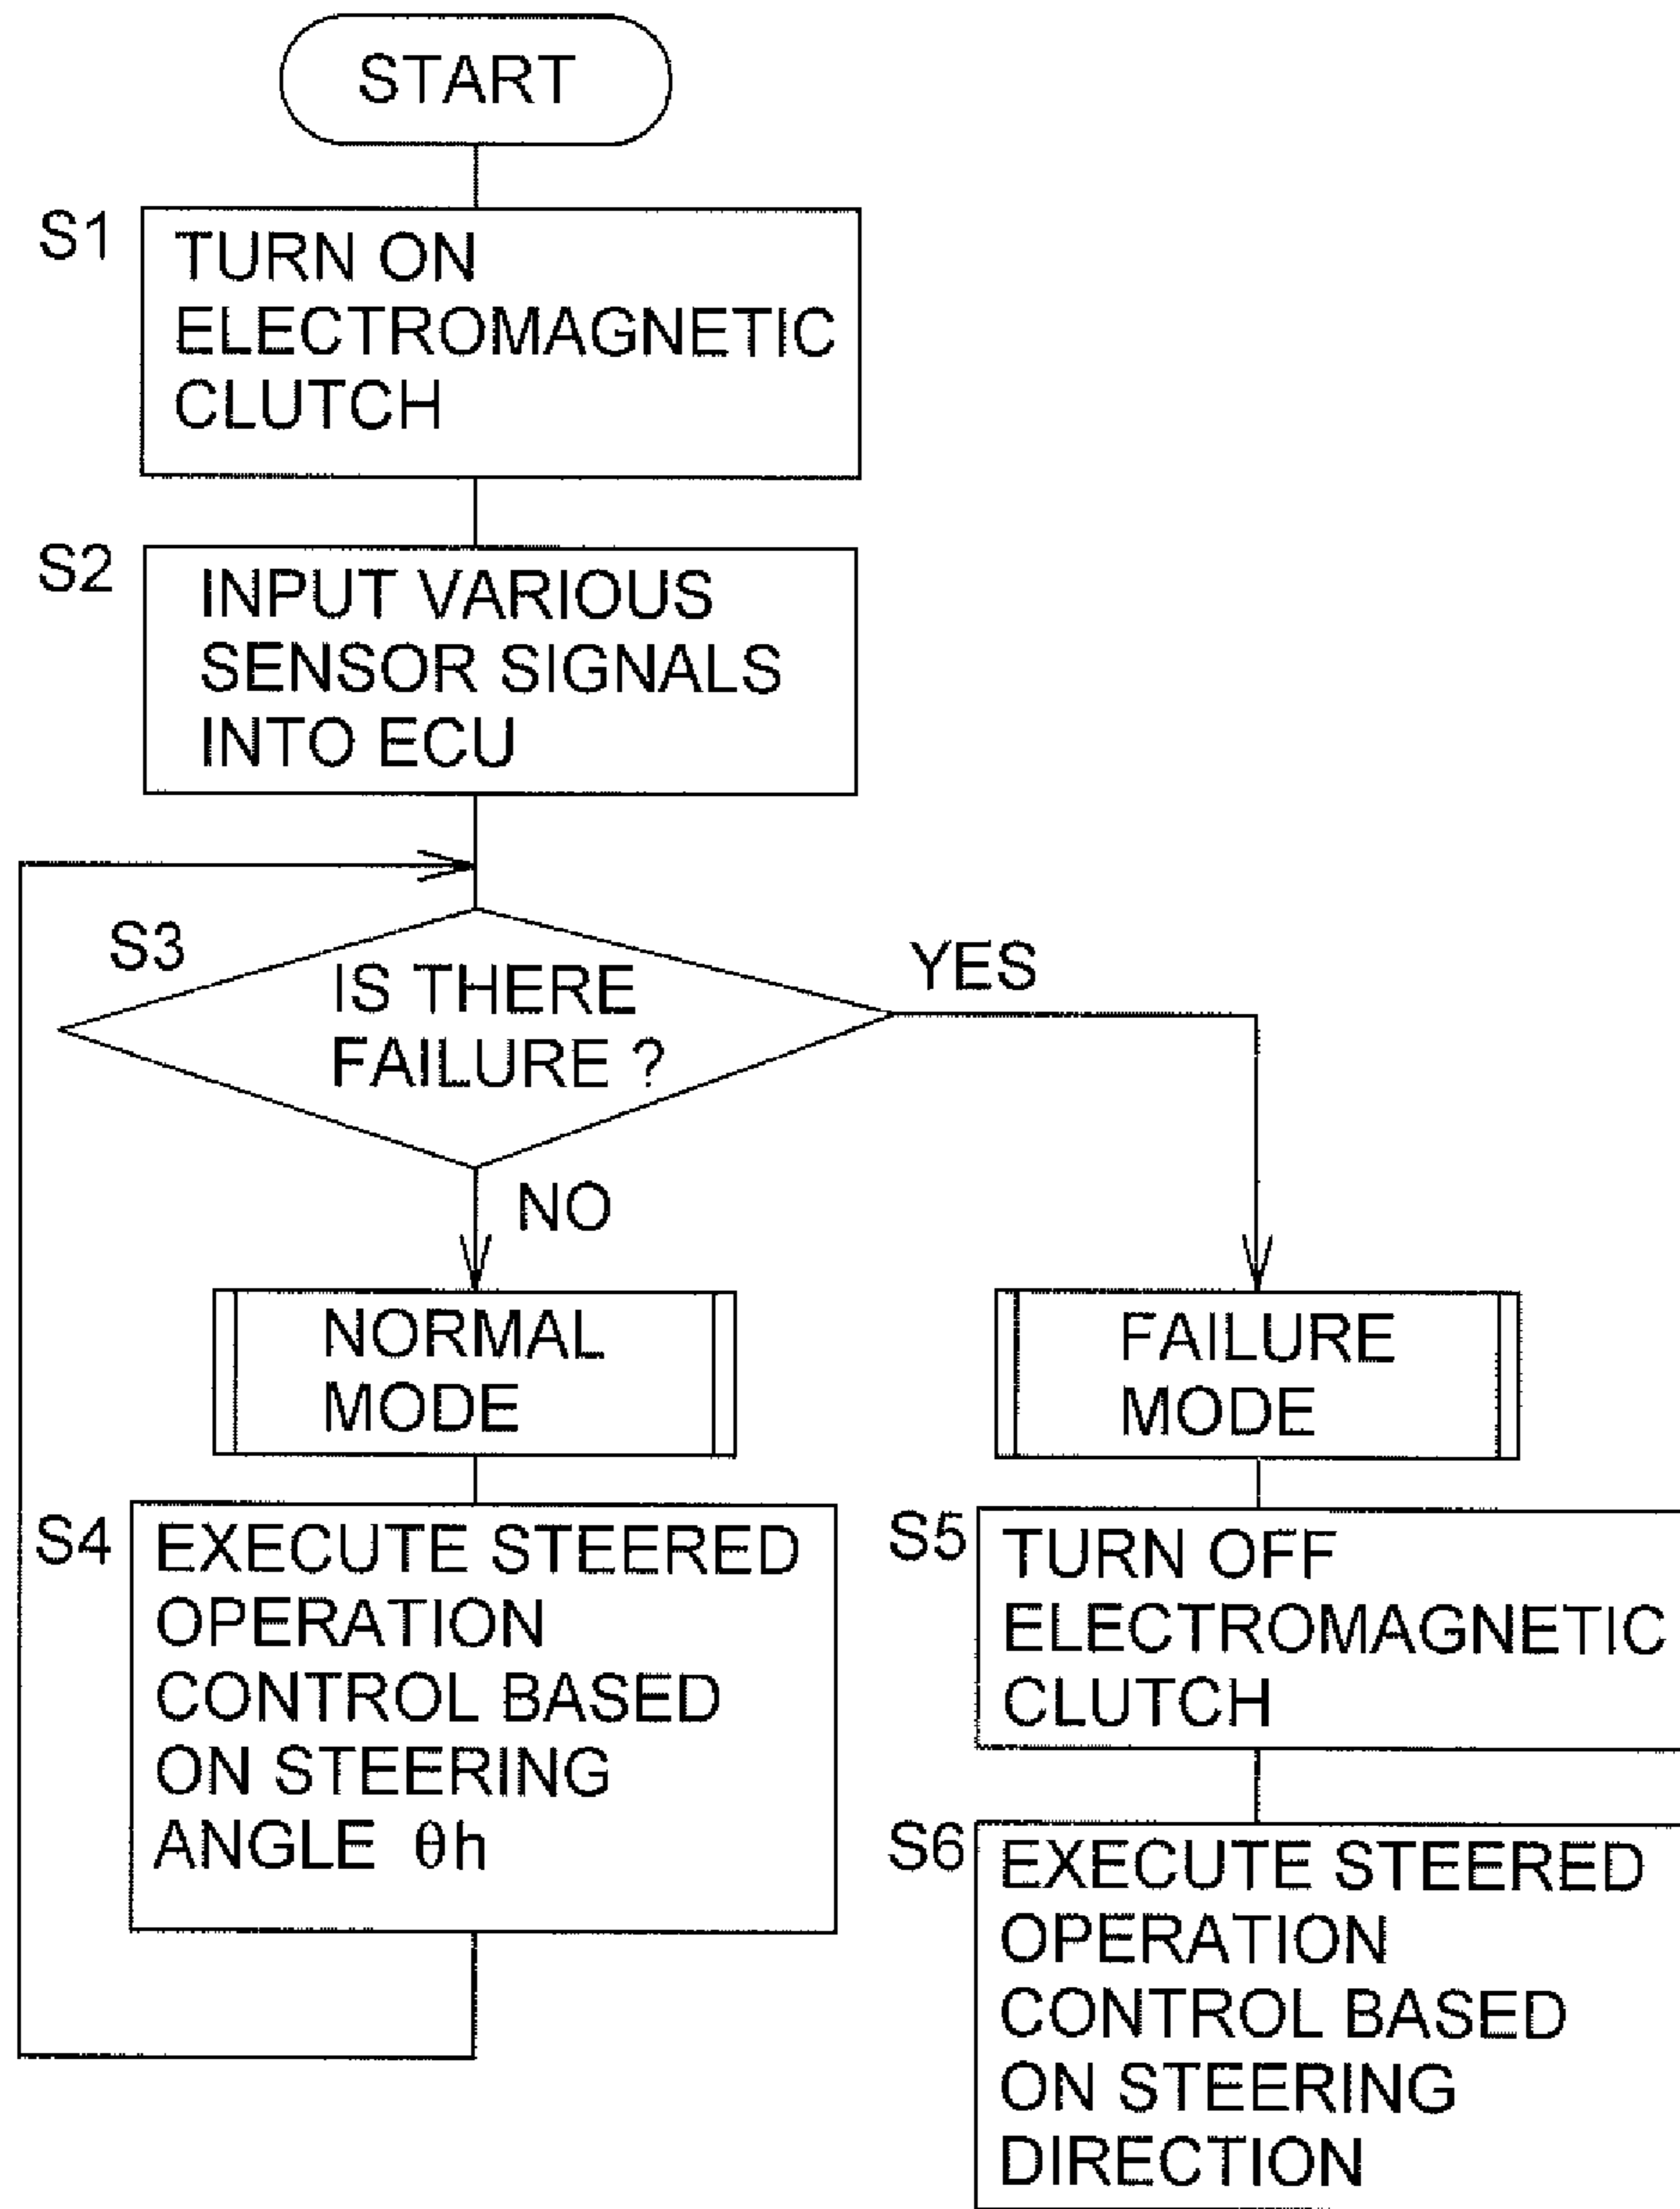 START
S1
TURN ON
ELECTROMAGNETIC
CLUTCH
S2
INPUT VARIOUS
SENSOR SIGNALS
INTO ECU
S3
IS THERE
FAILURE ?
YES
NO
NORMAL
MODE
FAILURE
MODE
S4
EXECUTE STEERED
OPERATION
CONTROL BASED
ON STEERING
ANGLE θh
S5
TURN OFF
ELECTROMAGNETIC
CLUTCH
S6
EXECUTE STEERED
OPERATION
CONTROL BASED
ON STEERING
DIRECTION